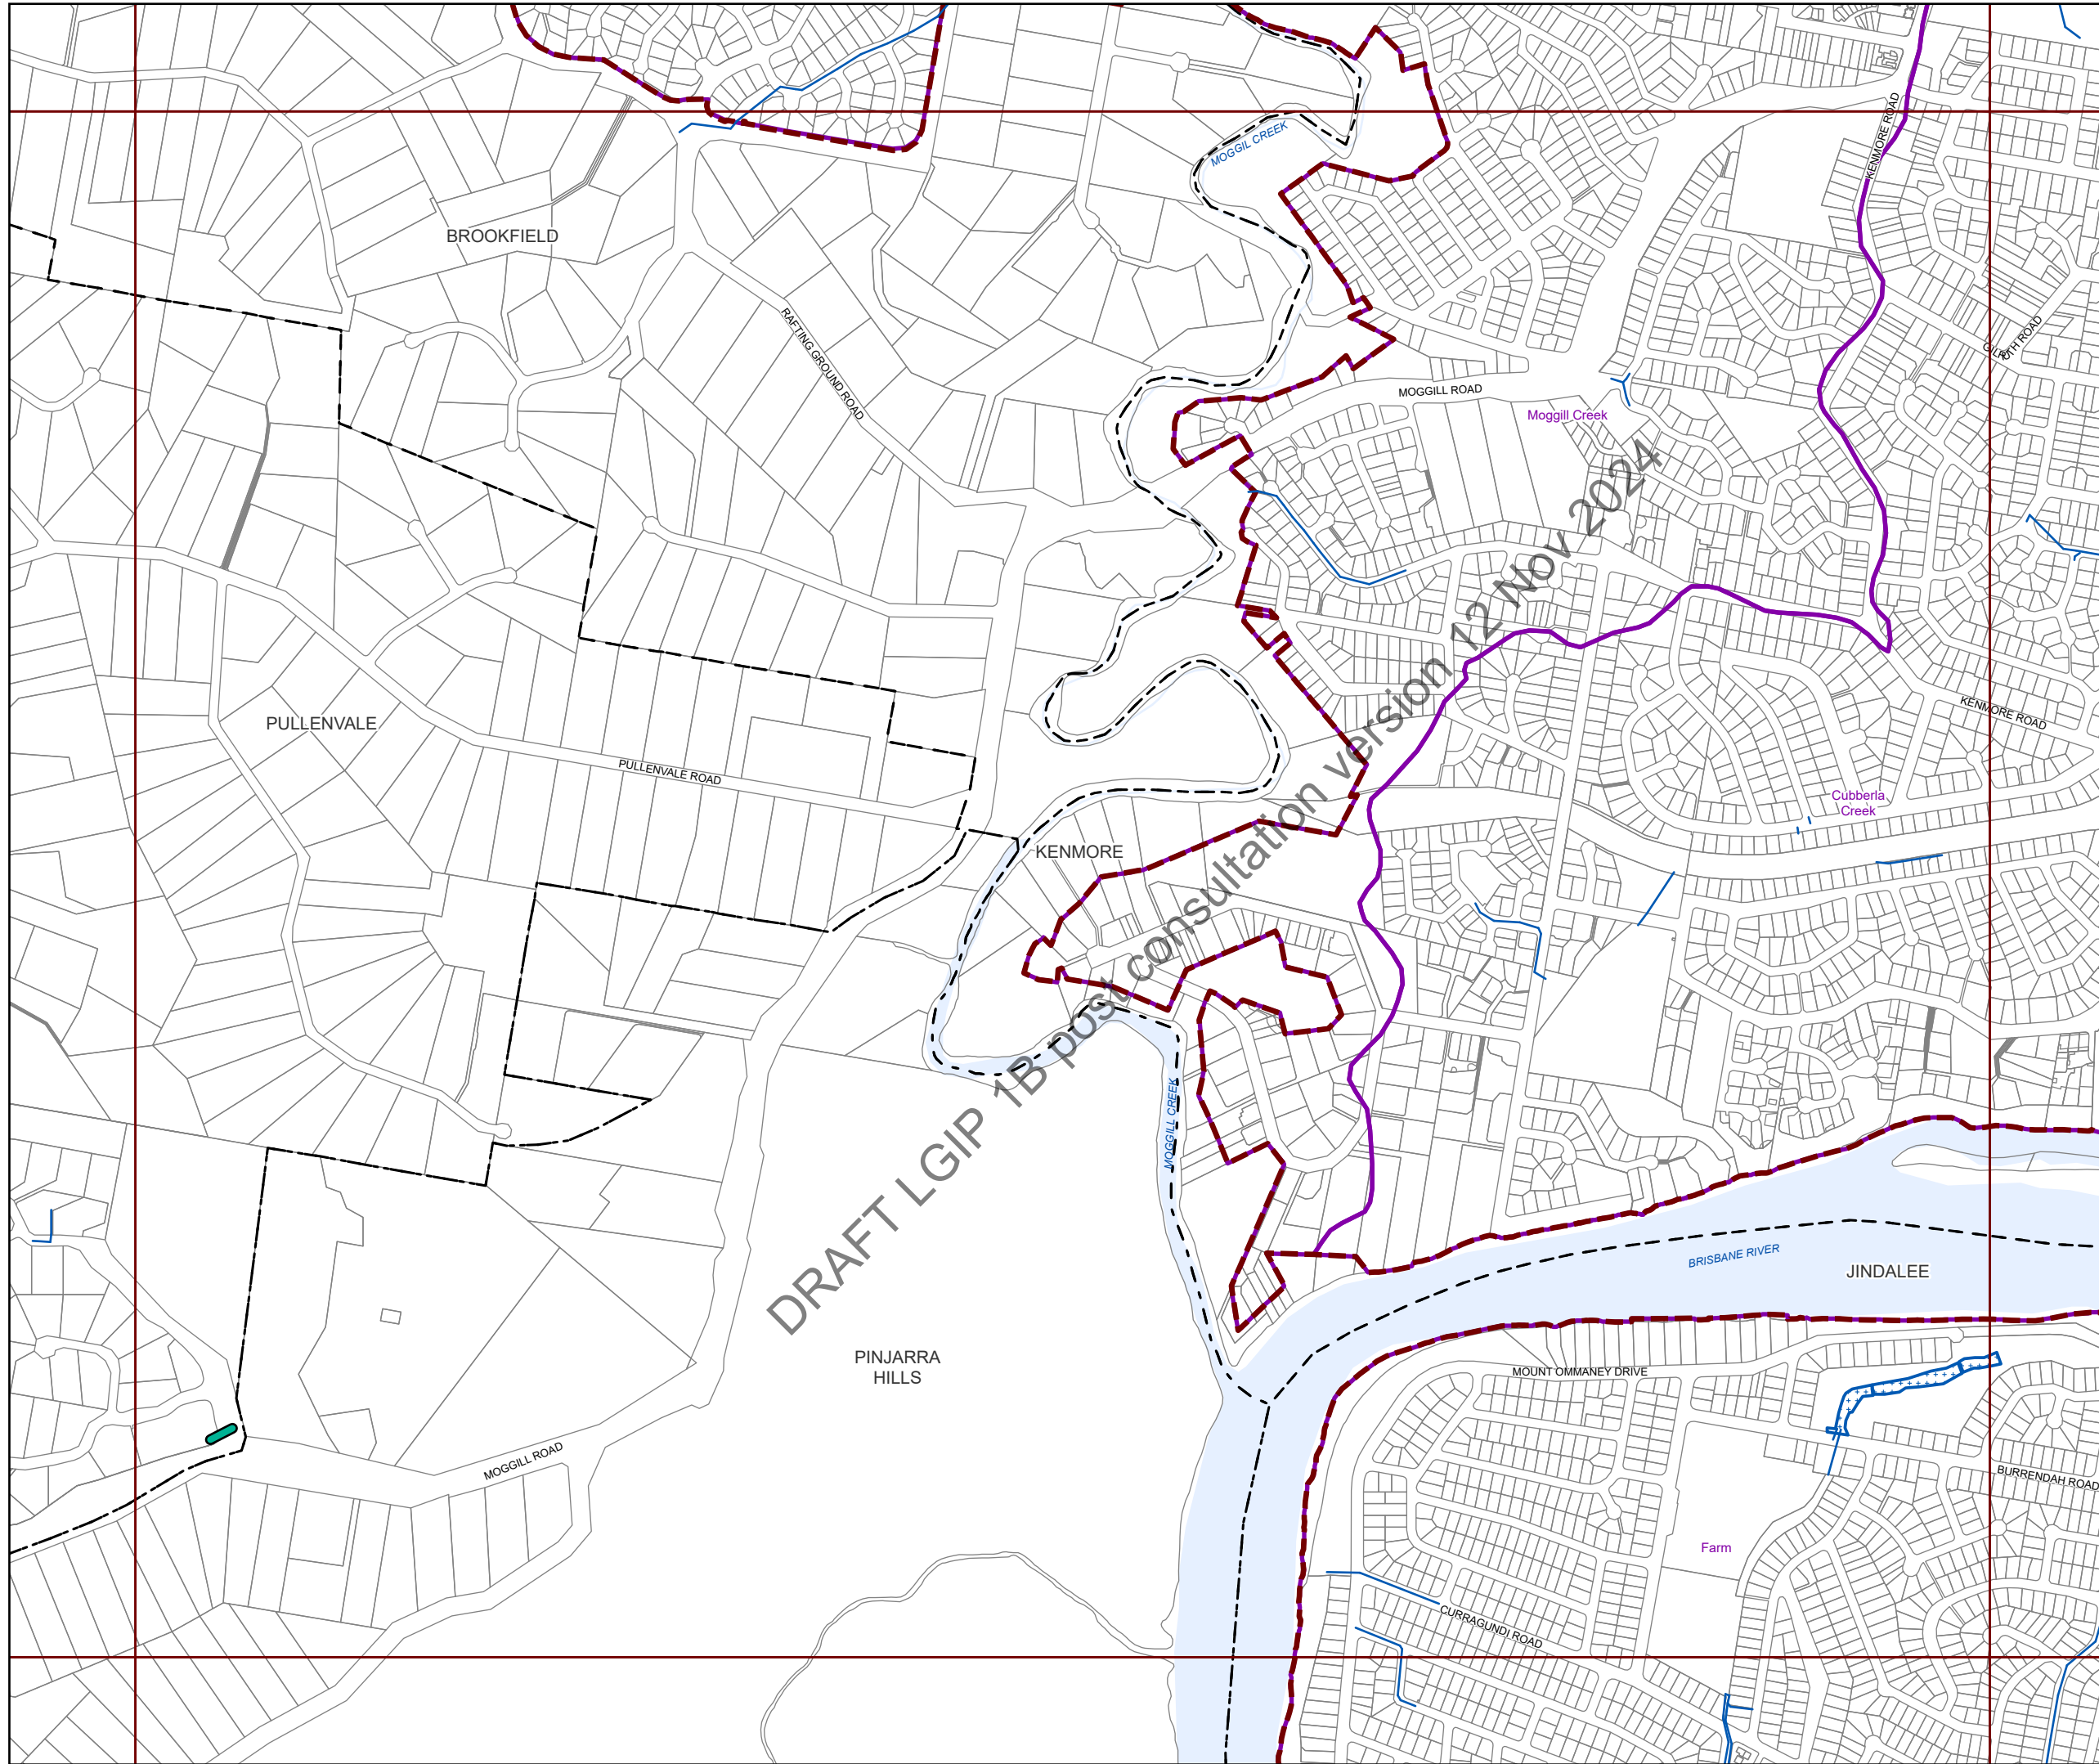 KENMORE ROAD
MOGGIL CREEK
BROOKFIELD
RAFTING GROUND ROAD
MOGGILL ROAD
Moggill Creek
PULLENVALE
KENMORE ROAD
PULLENVALE ROAD
Cubberla
Creek
KENMORE
DRAFT LGIP 1B post consultation version 12 Nov 2024
MOGGILL CREEK
BRISBANE RIVER
JINDALEE
PINJARRA
HILLS
MOUNT OMMANEY DRIVE
MOGGILL ROAD
BURRENDAH ROAD
Farm
CURRAGUNDI ROAD